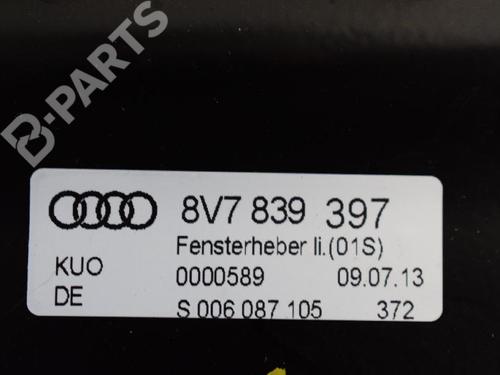 B-PARTS
8V7 839 397
Fensterheber li.(01S)
KUO 0000589 09.07.13
DE S 006 087 105 372